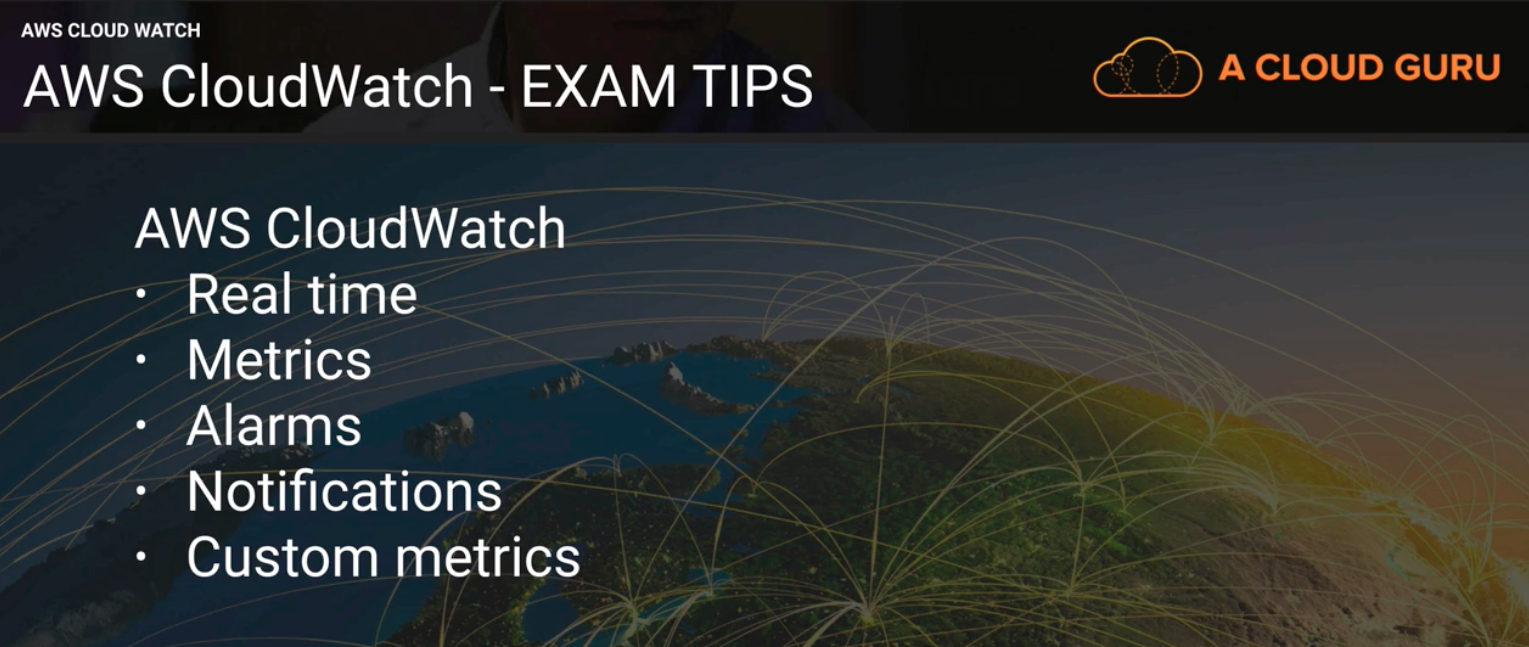 AWS CLOUD WATCH
AWS CloudWatch - EXAM TIPS
A CLOUD GURU
AWS CloudWatch
• Real time
• Metrics
• Alarms
• Notifications
• Custom metrics